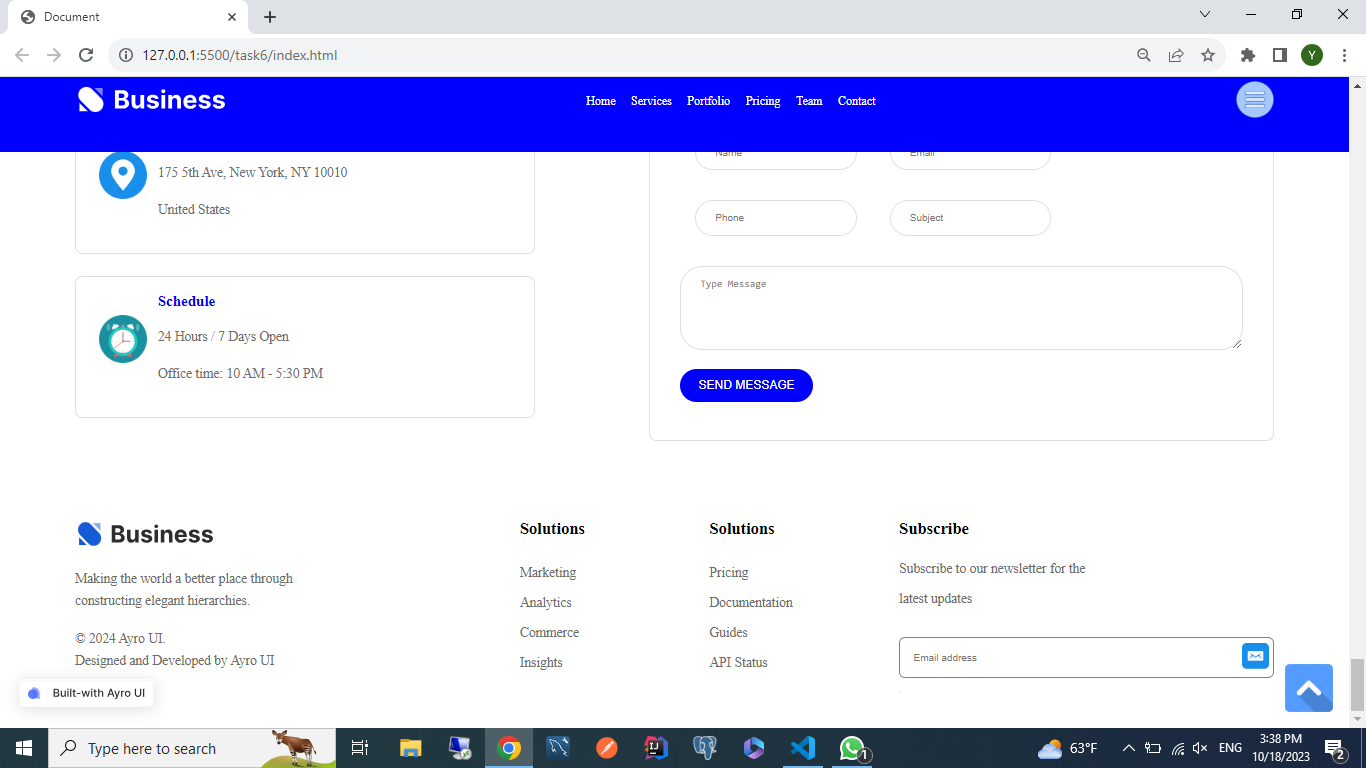 Document
127.0.0.1:5500/task6/index.html
Y
Business
Home Services Portfolio Pricing Team Contact
175 5th Ave, New York, NY 10010
United States
Name Email
Phone Subject
Schedule
24 Hours / 7 Days Open
Office time: 10 AM - 5:30 PM
Type Message
SEND MESSAGE
Business
Making the world a better place through
constructing elegant hierarchies.
© 2024 Ayro UI.
Designed and Developed by Ayro UI
Solutions
Marketing
Analytics
Commerce
Insights
Solutions
Pricing
Documentation
Guides
API Status
Subscribe
Subscribe to our newsletter for the
latest updates
Email address
Built-with Ayro UI
Type here to search
IJ
1
63°F
ENG
3:38 PM
10/18/2023
2